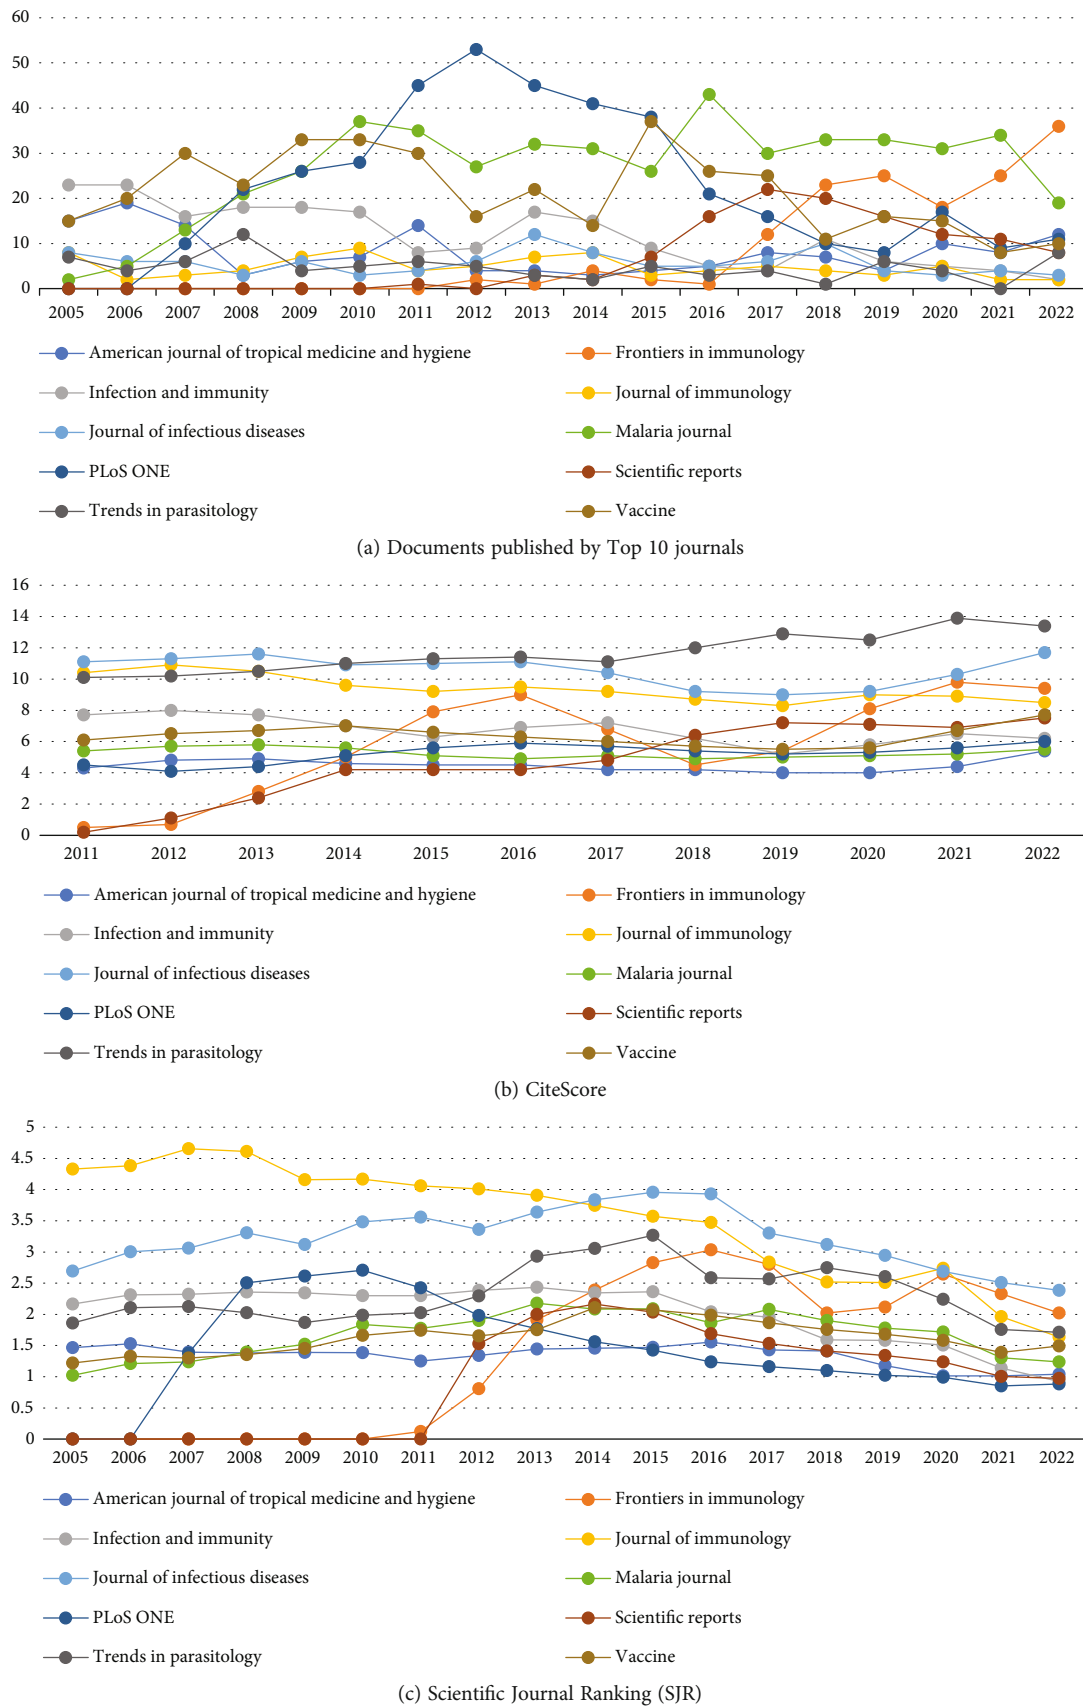 60
50
40
30
20
10
0
2005 2006 2007 2008 2009 2010 2011 2012 2013 2014 2015 2016 2017 2018 2019 2020 2021 2022
American journal of tropical medicine and hygiene Frontiers in immunology
Infection and immunity Journal of immunology
Journal of infectious diseases Malaria journal
PLoS ONE Scientific reports
Trends in parasitology Vaccine
(a) Documents published by Top 10 journals
16
14
12
10
8
6
4
2
0
2011 2012 2013 2014 2015 2016 2017 2018 2019 2020 2021 2022
American journal of tropical medicine and hygiene Frontiers in immunology
Infection and immunity Journal of immunology
Journal of infectious diseases Malaria journal
PLoS ONE Scientific reports
Trends in parasitology Vaccine
(b) CiteScore
5
4.5
4
3.5
3
2.5
2
1.5
1
0.5
0
2005 2006 2007 2008 2009 2010 2011 2012 2013 2014 2015 2016 2017 2018 2019 2020 2021 2022
American journal of tropical medicine and hygiene Frontiers in immunology
Infection and immunity Journal of immunology
Journal of infectious diseases Malaria journal
PLoS ONE Scientific reports
Trends in parasitology Vaccine
(c) Scientific Journal Ranking (SJR)